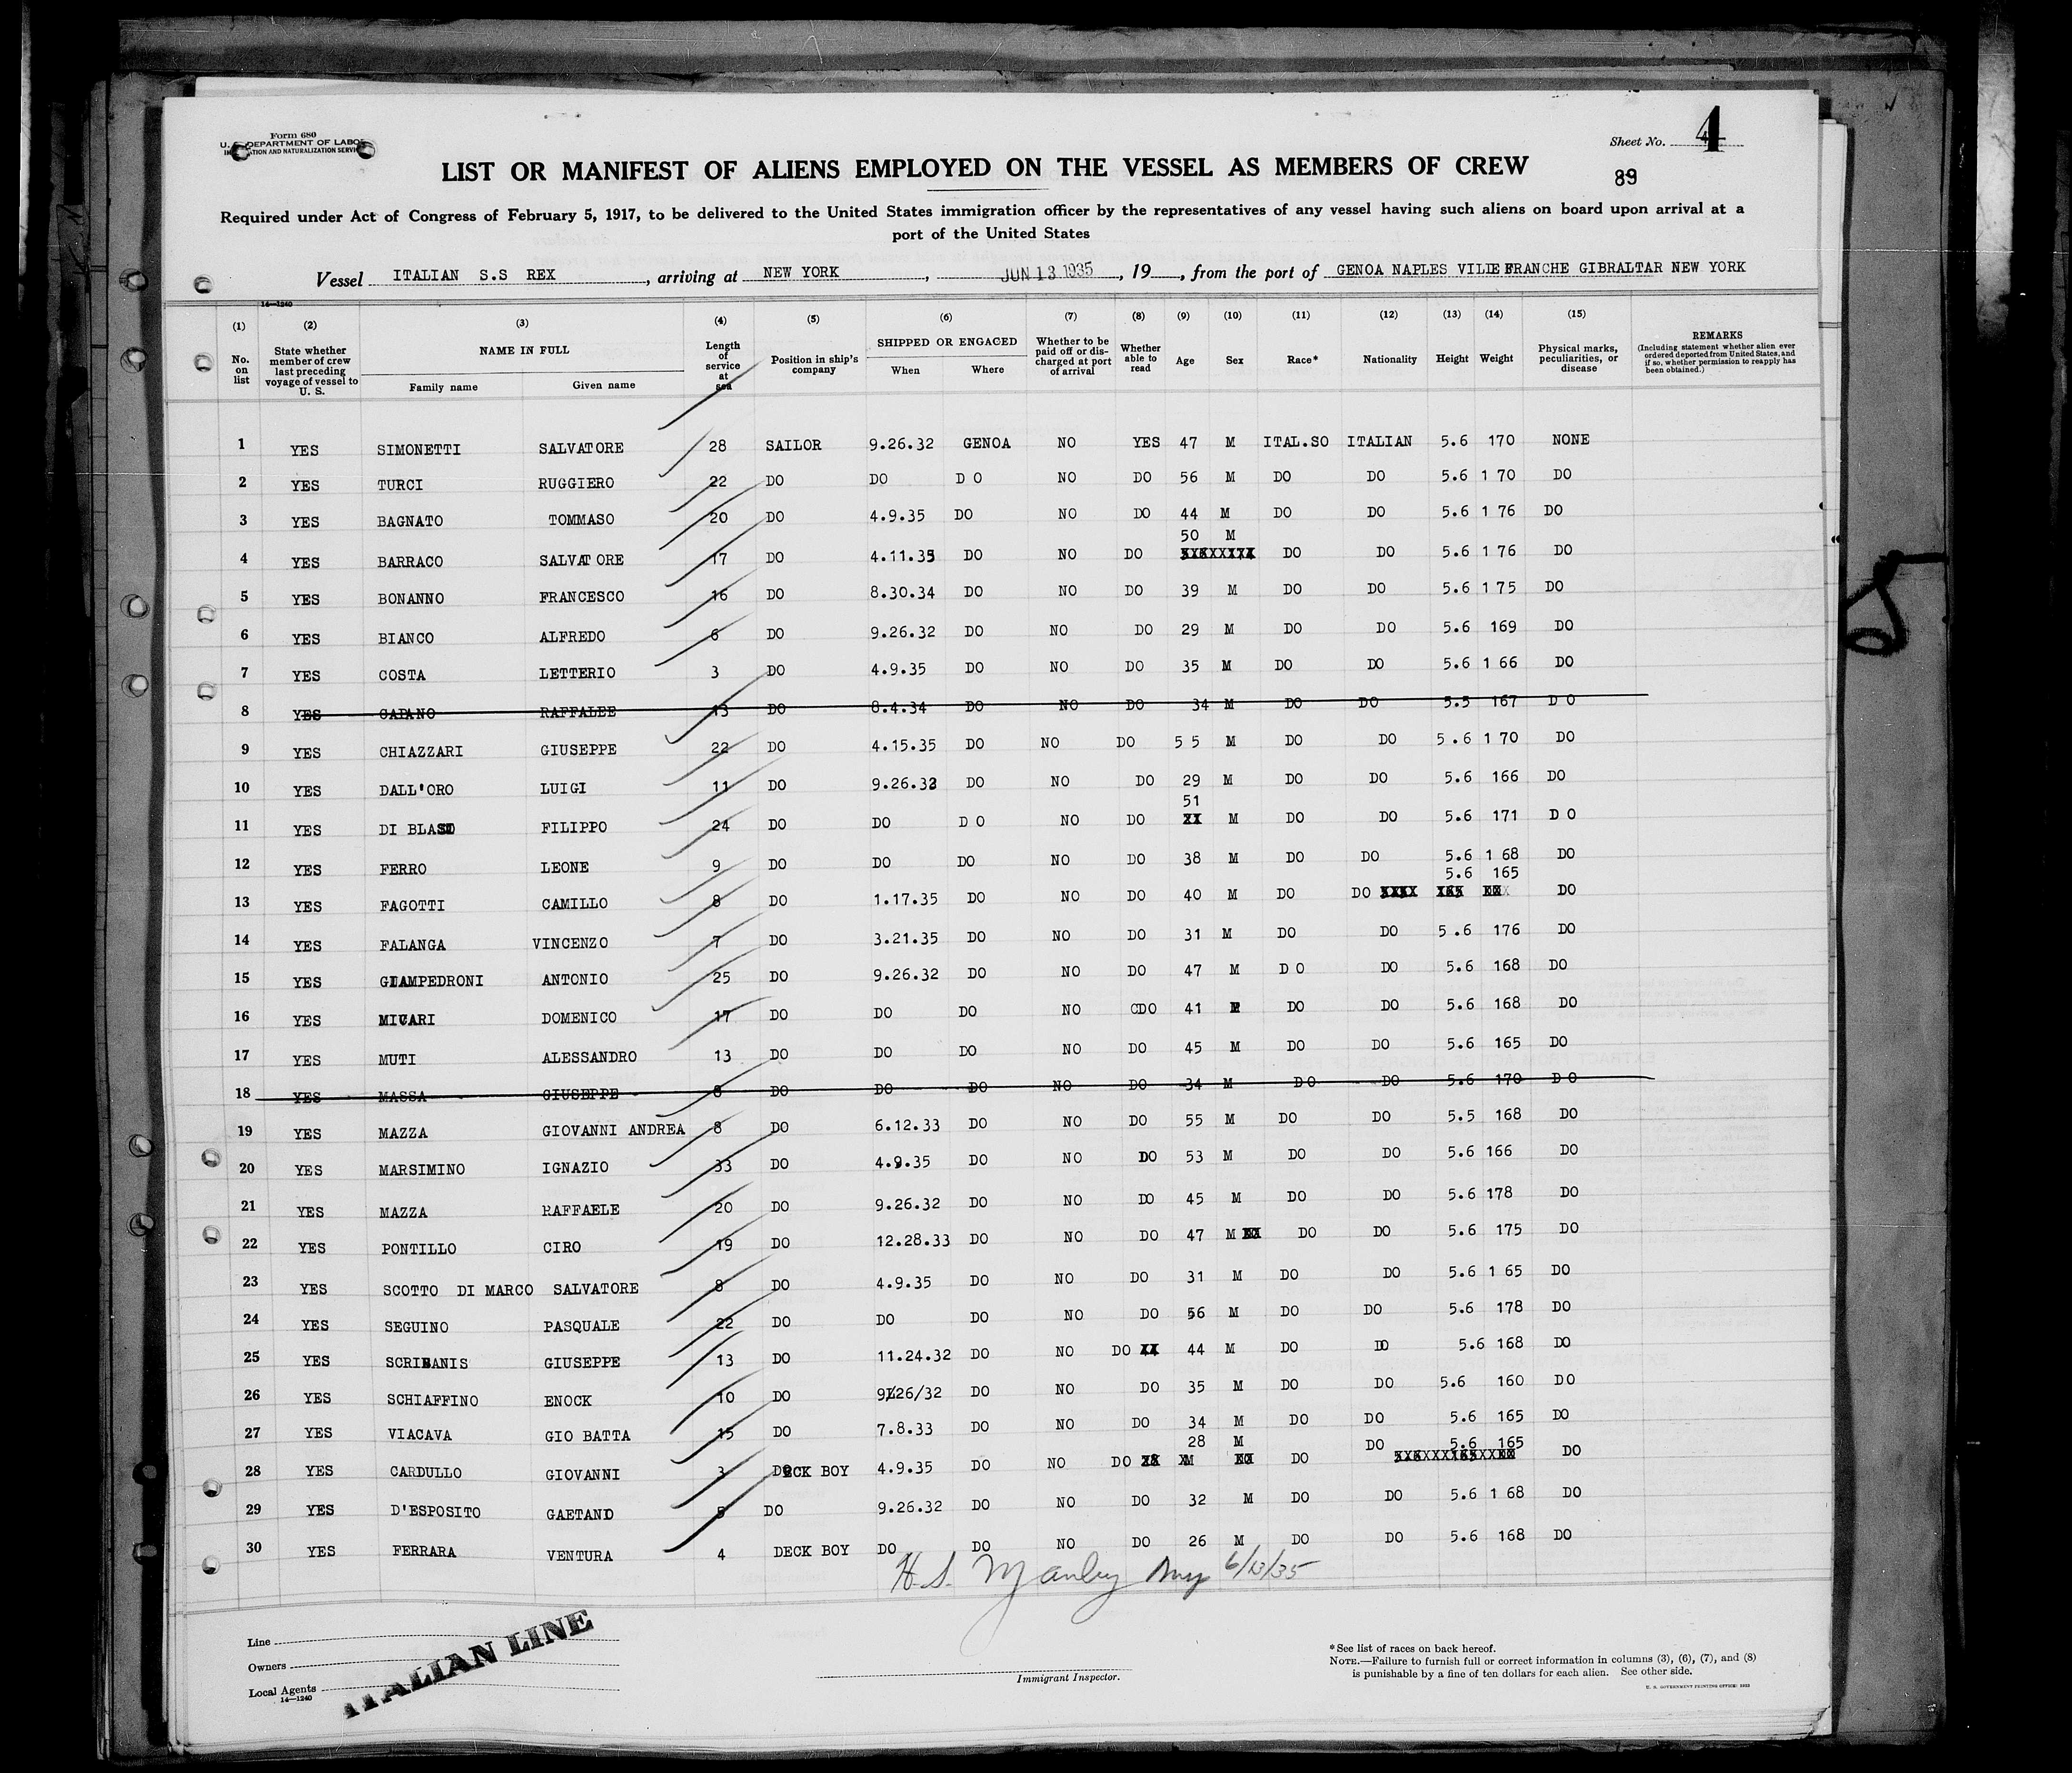 Form 680
U. S. DEPARTMENT OF LABOR
IMMIGRATION AND NATURALIZATION SERVICE
Sheet No. 4
89
LIST OR MANIFEST OF ALIENS EMPLOYED ON THE VESSEL AS MEMBERS OF CREW
Required under Act of Congress of February 5, 1917, to be delivered to the United States immigration officer by the representatives of any vessel having such aliens on board upon arrival at a
port of the United States
Vessel ITALIAN S.S REX, arriving at NEW YORK, JUN 13 1935, 19__, from the port of GENOA NAPLES VILLEFRANCHE GIBRALTAR NEW YORK
14—1240
(1) No. on list
(2) State whether member of crew last preceding voyage of vessel to U. S.
(3) NAME IN FULL Family name Given name
(4) Length of service at sea
(5) Position in ship's company
(6) SHIPPED OR ENGAGED When Where
(7) Whether to be paid off or discharged at port of arrival
(8) Whether able to read
(9) Age
(10) Sex
(11) Race*
(12) Nationality
(13) Height
(14) Weight
(15) Physical marks, peculiarities, or disease
REMARKS (Including statement whether alien ever ordered deported from United States, and if so, whether permission to reapply has been obtained.)
1 YES SIMONETTI SALVATORE 28 SAILOR 9.26.32 GENOA NO YES 47 M ITAL.SO ITALIAN 5.6 170 NONE
2 YES TURCI RUGGIERO 22 DO DO D O NO DO 56 M DO DO 5.6 1 70 DO
3 YES BAGNATO TOMMASO 20 DO 4.9.35 DO NO DO 44 M DO DO 5.6 1 76 DO
4 YES BARRACO SALVATORE 17 DO 4.11.35 DO NO DO 50 M DO DO 5.6 1 76 DO
5 YES BONANNO FRANCESCO 16 DO 8.30.34 DO NO DO 39 M DO DO 5.6 1 75 DO
6 YES BIANCO ALFREDO 6 DO 9.26.32 DO NO DO 29 M DO DO 5.6 169 DO
7 YES COSTA LETTERIO 3 DO 4.9.35 DO NO DO 35 M DO DO 5.6 1 66 DO
8 YES CAPANO RAFFALEE 13 DO 8.4.34 DO NO DO 34 M DO DO 5.5 167 D O
9 YES CHIAZZARI GIUSEPPE 22 DO 4.15.35 DO NO DO 5 5 M DO DO 5 .6 1 70 DO
10 YES DALL'ORO LUIGI 11 DO 9.26.32 DO NO DO 29 M DO DO 5.6 166 DO
11 YES DI BLASI FILIPPO 24 DO DO D O NO DO 51 M DO DO 5.6 171 D O
12 YES FERRO LEONE 9 DO DO DO NO DO 38 M DO DO 5.6 1 68 DO
13 YES FAGOTTI CAMILLO 8 DO 1.17.35 DO NO DO 40 M DO DO 5.6 165 DO
14 YES FALANGA VINCENZO 7 DO 3.21.35 DO NO DO 31 M DO DO 5 .6 176 DO
15 YES GIAMPEDRONI ANTONIO 25 DO 9.26.32 DO NO DO 47 M D O DO 5.6 168 DO
16 YES DOMENICO 17 DO DO DO NO CDO 41 M DO DO 5.6 168 DO
17 YES MUTI ALESSANDRO 13 DO DO DO NO DO 45 M DO DO 5.6 165 DO
18 YES MASSA GIUSEPPE 8 DO DO DO NO DO 34 M D O DO 5.6 170 D O
19 YES MAZZA GIOVANNI ANDREA 8 DO 6.12.33 DO NO DO 55 M DO DO 5.5 168 DO
20 YES MARSIMINO IGNAZIO 33 DO 4.9.35 DO NO DO 53 M DO DO 5.6 166 DO
21 YES MAZZA RAFFAELE 20 DO 9.26.32 DO NO DO 45 M DO DO 5.6 178 DO
22 YES PONTILLO CIRO 19 DO 12.28.33 DO NO DO 47 M DO DO 5.6 175 DO
23 YES SCOTTO DI MARCO SALVATORE 8 DO 4.9.35 DO NO DO 31 M DO DO 5.6 1 65 DO
24 YES SEGUINO PASQUALE 22 DO DO DO NO DO 56 M DO DO 5.6 178 DO
25 YES SCRIBANIS GIUSEPPE 13 DO 11.24.32 DO NO DO 44 M DO DO 5.6 168 DO
26 YES SCHIAFFINO ENOCK 10 DO 9/26/32 DO NO DO 35 M DO DO 5.6 160 DO
27 YES VIACAVA GIO BATTA 15 DO 7.8.33 DO NO DO 34 M DO DO 5.6 165 DO
28 YES CARDULLO GIOVANNI 3 DECK BOY 4.9.35 DO NO DO 28 M DO DO 5.6 165 DO
29 YES D'ESPOSITO GAETANO 5 DO 9.26.32 DO NO DO 32 M DO DO 5.6 1 68 DO
30 YES FERRARA VENTURA 4 DECK BOY DO DO NO DO 26 M DO DO 5.6 168 DO
H. S. Manley 6/13/35
Line
Owners
Local Agents
14—1240
ITALIAN LINE
Immigrant Inspector.
*See list of races on back hereof.
NOTE.—Failure to furnish full or correct information in columns (3), (6), (7), and (8)
is punishable by a fine of ten dollars for each alien. See other side.